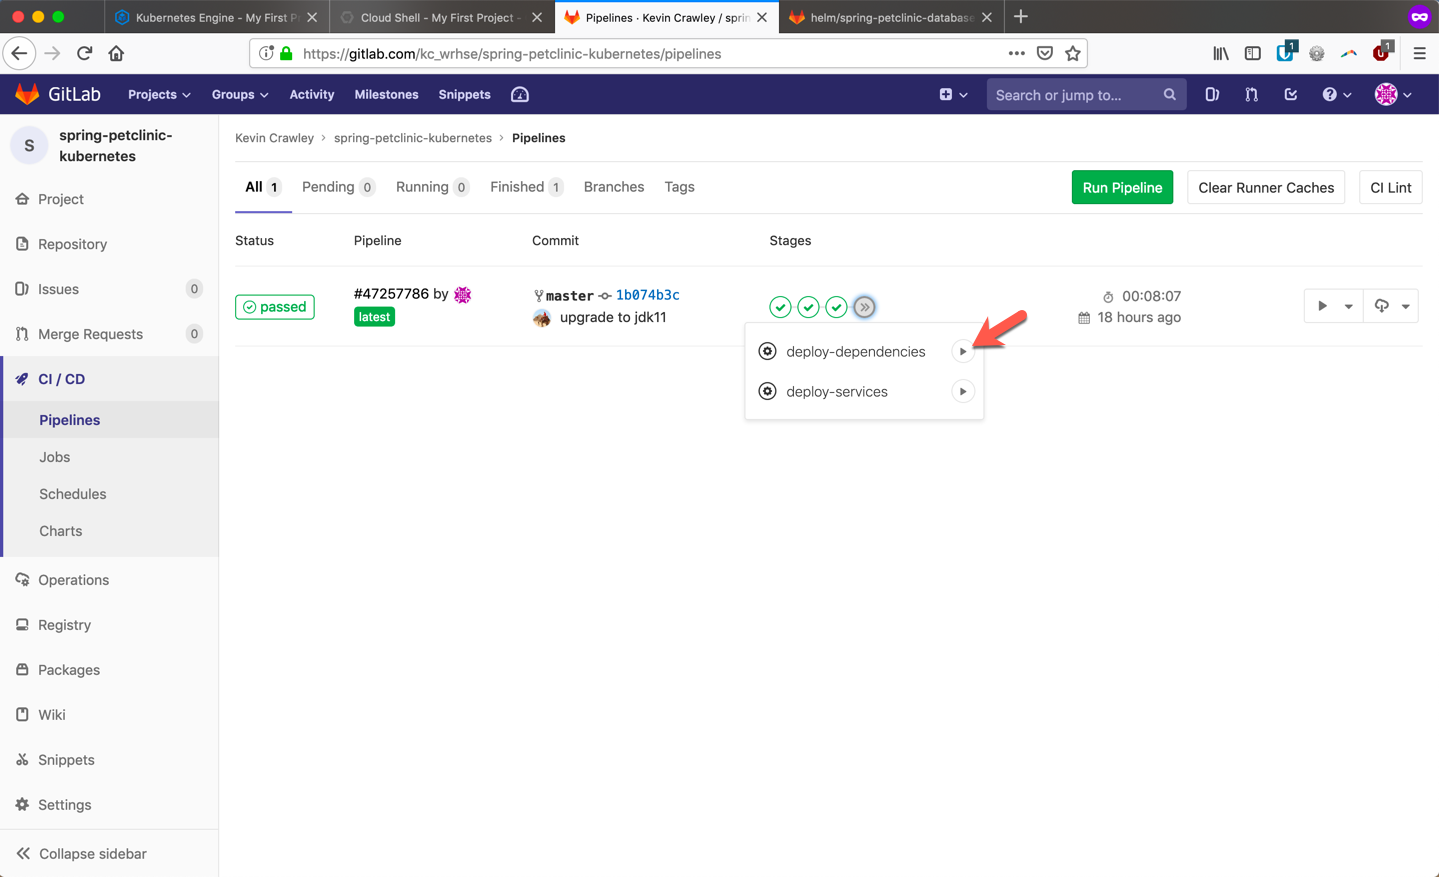 Kubernetes Engine - My First P
Cloud Shell - My First Project -
Pipelines · Kevin Crawley / sprin
helm/spring-petclinic-database
https://gitlab.com/kc_wrhse/spring-petclinic-kubernetes/pipelines
1
1
GitLab
Projects
Groups
Activity
Milestones
Snippets
Search or jump to...
S
spring-petclinic-
kubernetes
Kevin Crawley › spring-petclinic-kubernetes › Pipelines
All 1
Pending 0
Running 0
Finished 1
Branches
Tags
Run Pipeline
Clear Runner Caches
CI Lint
Status
Pipeline
Commit
Stages
passed
#47257786 by
latest
master
1b074b3c
upgrade to jdk11
00:08:07
18 hours ago
deploy-dependencies
deploy-services
Project
Repository
Issues 0
Merge Requests 0
CI / CD
Pipelines
Jobs
Schedules
Charts
Operations
Registry
Packages
Wiki
Snippets
Settings
Collapse sidebar